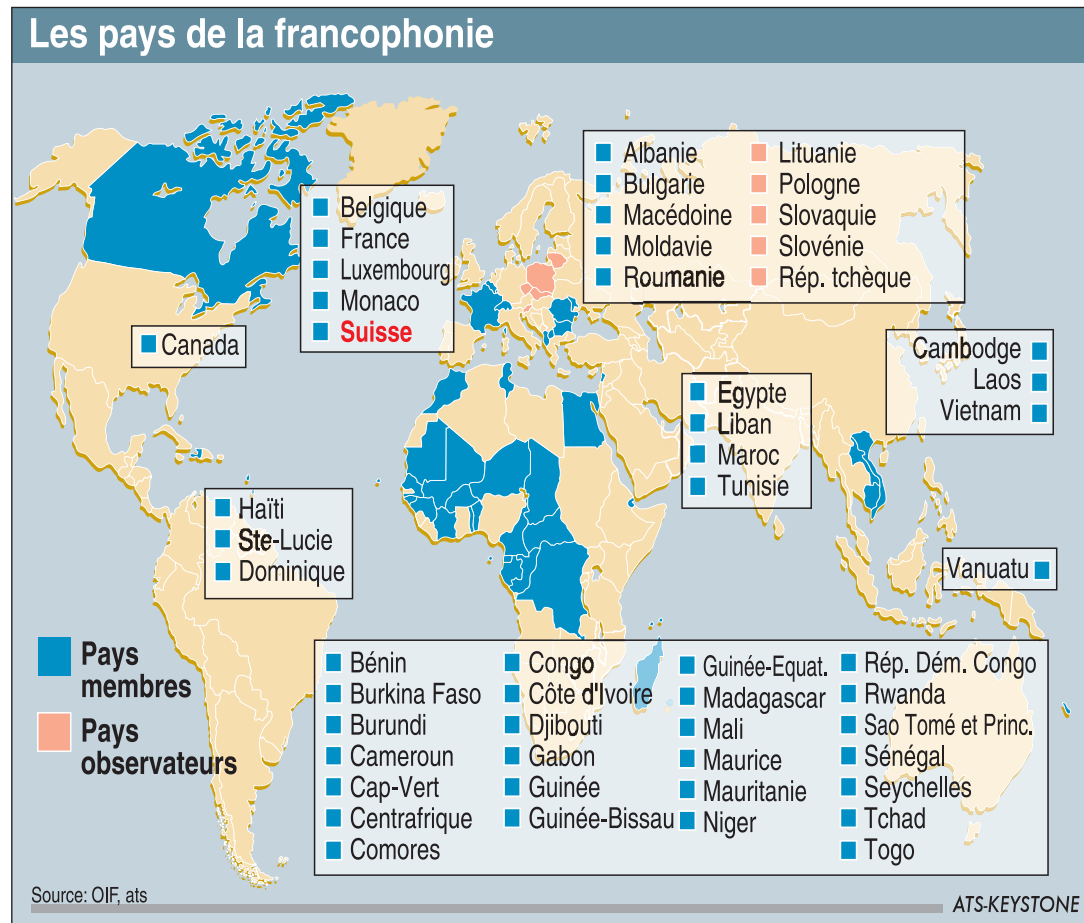 Les pays de la francophonie
Albanie
Bulgarie
Macédoine
Moldavie
Roumanie
Lituanie
Pologne
Slovaquie
Slovénie
Rép. tchèque
Belgique
France
Luxembourg
Monaco
Suisse
Canada
Cambodge
Laos
Vietnam
Egypte
Liban
Maroc
Tunisie
Haïti
Ste-Lucie
Dominique
Vanuatu
Pays
membres
Pays
observateurs
Bénin
Burkina Faso
Burundi
Cameroun
Cap-Vert
Centrafrique
Comores
Congo
Côte d'Ivoire
Djibouti
Gabon
Guinée
Guinée-Bissau
Guinée-Equat.
Madagascar
Mali
Maurice
Mauritanie
Niger
Rép. Dém. Congo
Rwanda
Sao Tomé et Princ.
Sénégal
Seychelles
Tchad
Togo
Source: OIF, ats
ATS-KEYSTONE